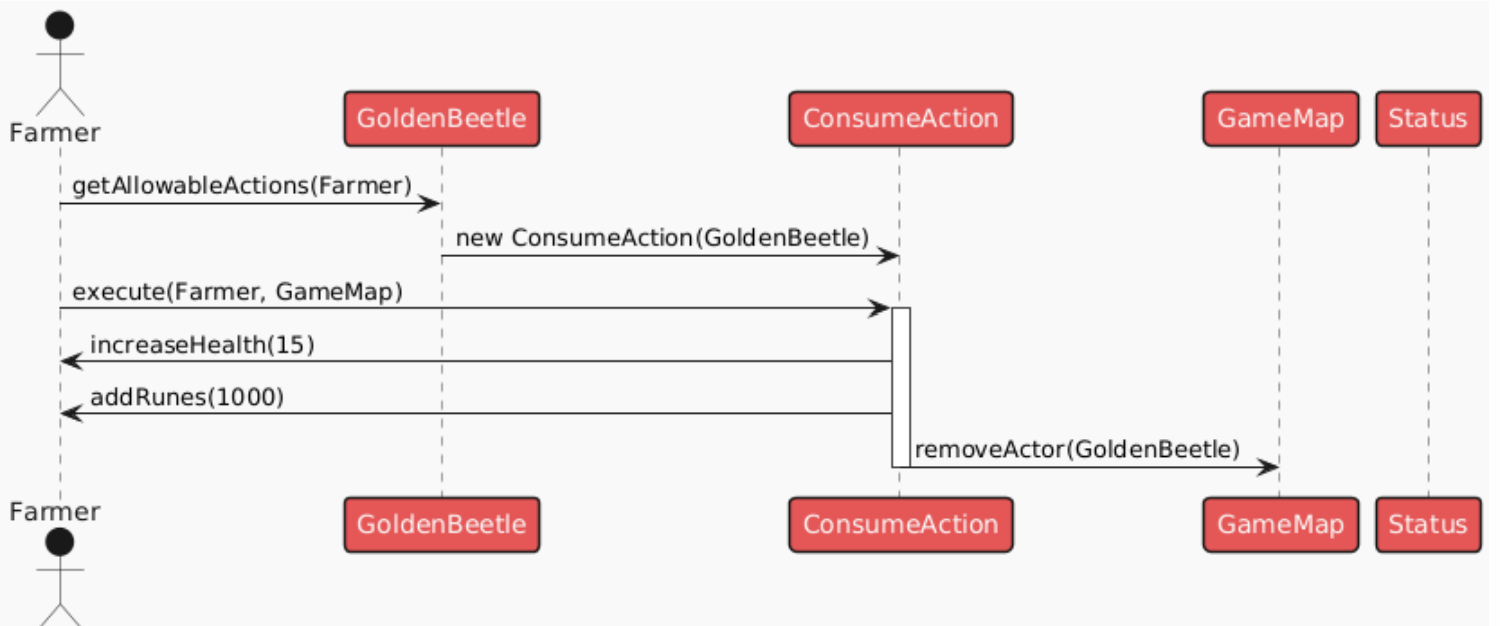 Farmer
GoldenBeetle
ConsumeAction
GameMap
Status
getAllowableActions(Farmer)
new ConsumeAction(GoldenBeetle)
execute(Farmer, GameMap)
increaseHealth(15)
addRunes(1000)
removeActor(GoldenBeetle)
Farmer
GoldenBeetle
ConsumeAction
GameMap
Status